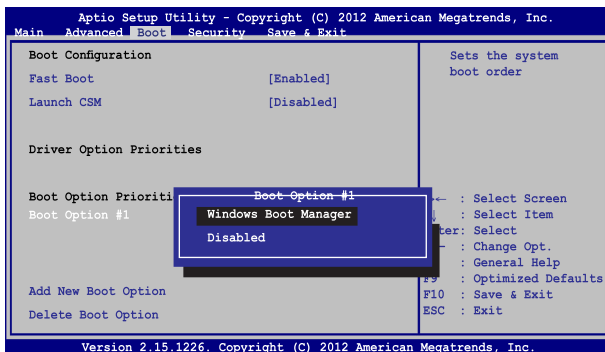 Aptio Setup Utility - Copyright (C) 2012 American Megatrends, Inc.
Main Advanced Boot Security Save & Exit
Boot Configuration
Fast Boot [Enabled]
Launch CSM [Disabled]
Driver Option Priorities
Boot Option Prioriti
Boot Option #1
Boot Option #1
Windows Boot Manager
Disabled
Add New Boot Option
Delete Boot Option
Sets the system
boot order
→← : Select Screen
: Select Item
ter: Select
: Change Opt.
: General Help
F9 : Optimized Defaults
F10 : Save & Exit
ESC : Exit
Version 2.15.1226. Copyright (C) 2012 American Megatrends, Inc.